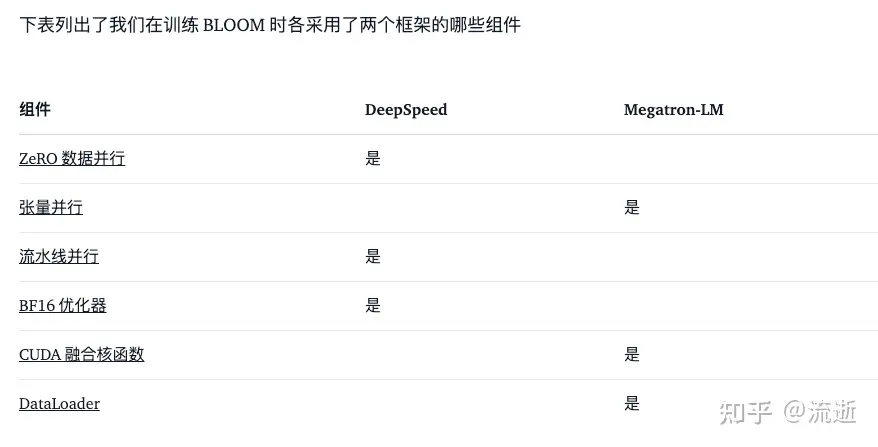 下表列出了我们在训练 BLOOM 时各采用了两个框架的哪些组件
组件 DeepSpeed Megatron-LM
ZeRO 数据并行 是
张量并行 是
流水线并行 是
BF16 优化器 是
CUDA 融合核函数 是
DataLoader 是
知乎 @流逝